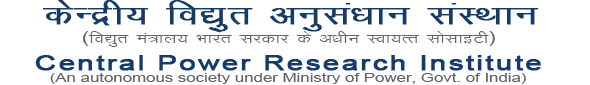 केन्द्रीय विद्युत अनुसंधान संस्थान
(विद्युत मंत्रालय भारत सरकार के अधीन स्वायत्त सोसाइटी)
Central Power Research Institute
(An autonomous society under Ministry of Power, Govt. of India)